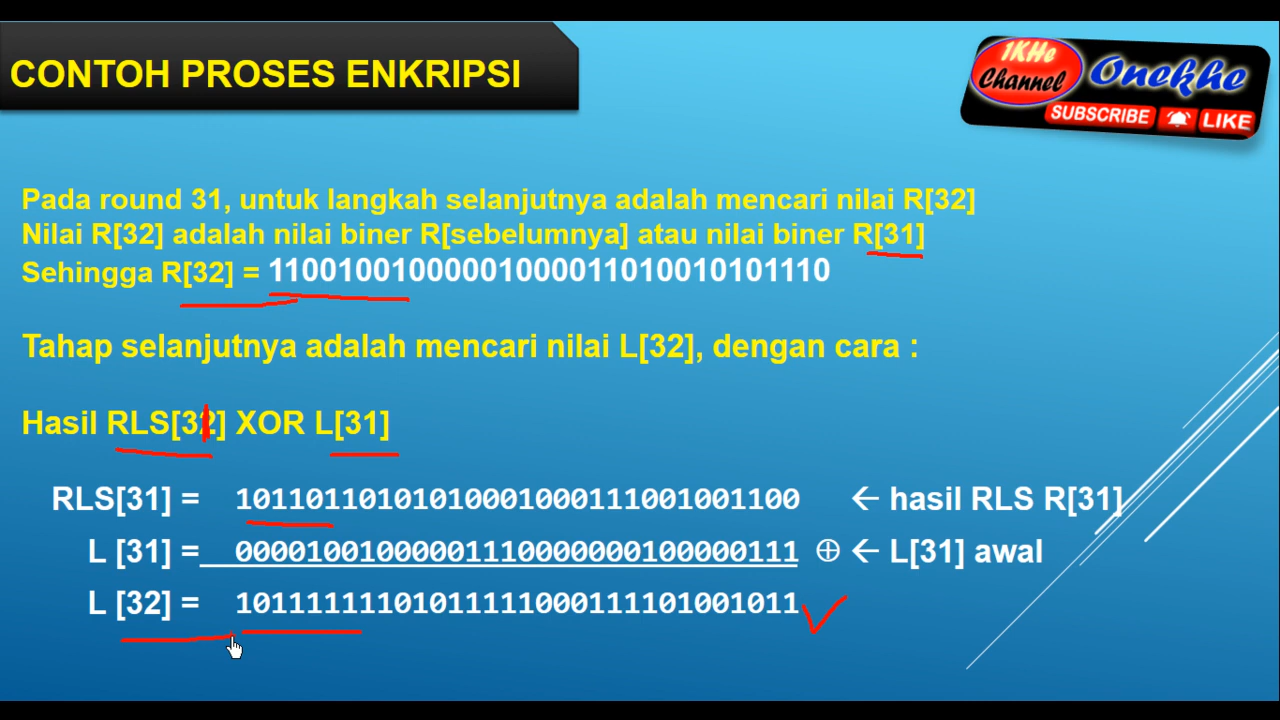 CONTOH PROSES ENKRIPSI
1KHe
Channel
Onekhe
SUBSCRIBE LIKE
Pada round 31, untuk langkah selanjutnya adalah mencari nilai R[32]
Nilai R[32] adalah nilai biner R[sebelumnya] atau nilai biner R[31]
Sehingga R[32] = 11001001000001000011010010101110
Tahap selanjutnya adalah mencari nilai L[32], dengan cara :
Hasil RLS[32] XOR L[31]
RLS[31] = 10110110101010001000111001001100 ← hasil RLS R[31]
L [31] = 00001001000001110000000100000111 ⊕ ← L[31] awal
L [32] = 10111111101011111000111101001011